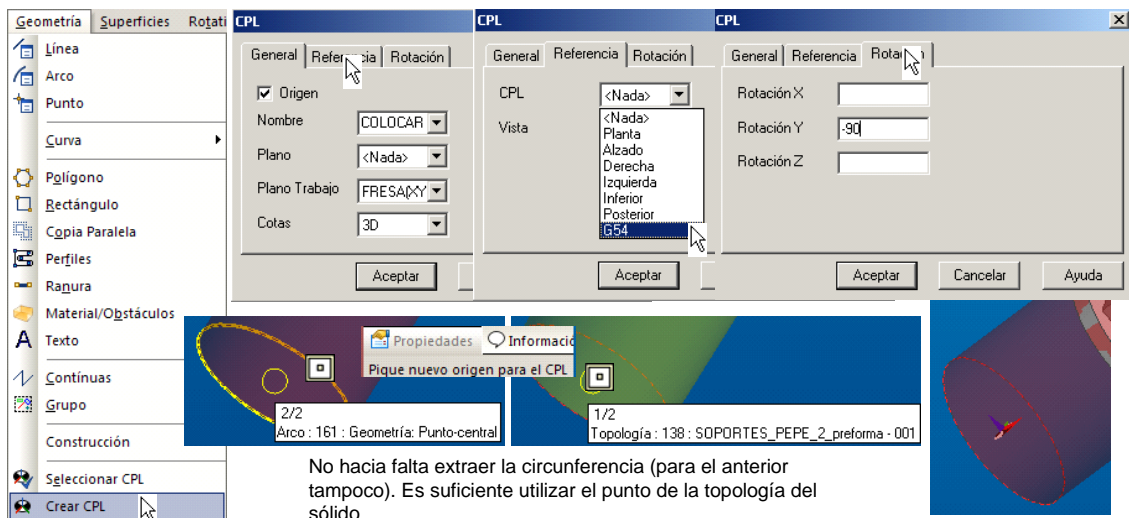 Geometría
Superficies
Rotati
Línea
Arco
Punto
Curva
Polígono
Rectángulo
Copia Paralela
Perfiles
Ranura
Material/Obstáculos
Texto
Contínuas
Grupo
Construcción
Seleccionar CPL
Crear CPL
CPL
General
Rotación
Origen
Nombre
COLOCAR
Plano
<Nada>
Plano Trabajo
FRESA(XY
Cotas
3D
Aceptar
CPL
General
Referencia
Rotación
CPL
<Nada>
Vista
<Nada>
Planta
Alzado
Derecha
Izquierda
Inferior
Posterior
G54
Aceptar
CPL
General
Referencia
Rotación X
Rotación Y
-90
Rotación Z
Aceptar
Cancelar
Ayuda
Propiedades
Informació
Pique nuevo origen para el CPL
2/2
Arco : 161 : Geometría: Punto-central
1/2
Topología : 138 : SOPORTES_PEPE_2_preforma - 001
No hacia falta extraer la circunferencia (para el anterior
tampoco). Es suficiente utilizar el punto de la topología del
sólido